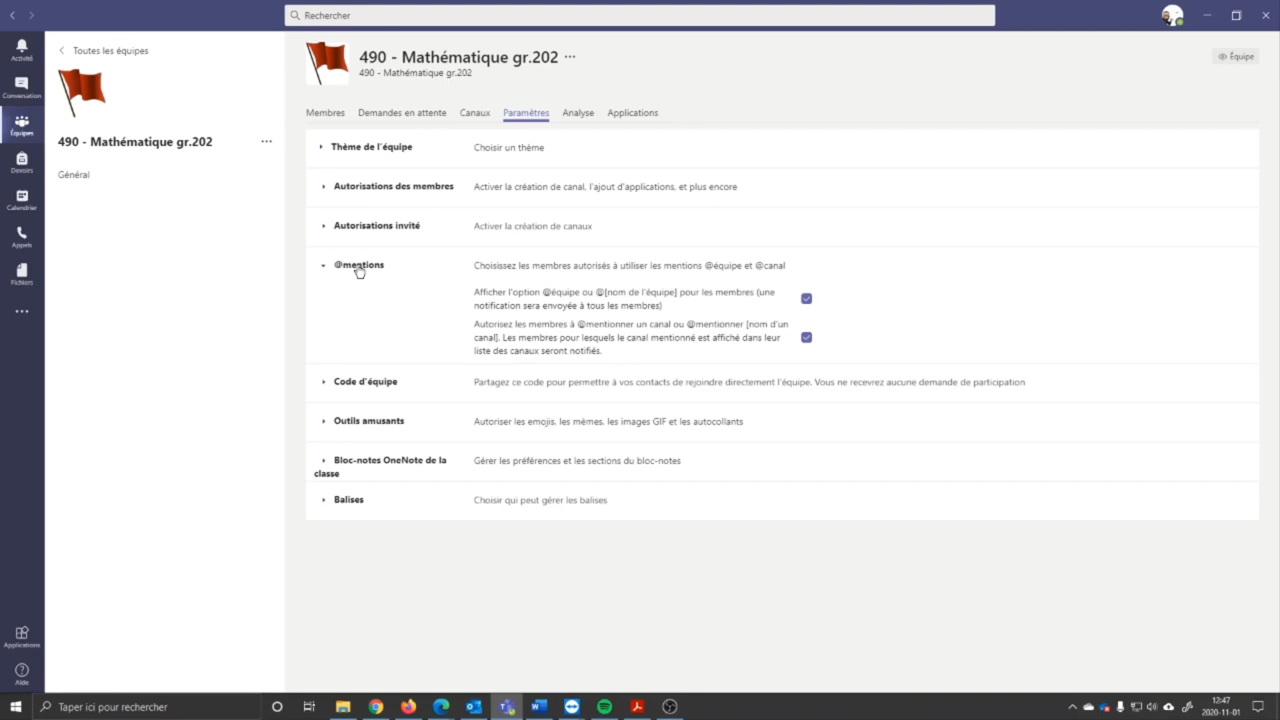 Rechercher
Activité
Conversation
Équipes
Devoirs
Calendrier
Appels
Fichiers
Applications
Aide
Toutes les équipes
490 - Mathématique gr.202
Général
490 - Mathématique gr.202
490 - Mathématique gr.202
Équipe
Membres Demandes en attente Canaux Paramètres Analyse Applications
Thème de l'équipe Choisir un thème
Autorisations des membres Activer la création de canal, l'ajout d'applications, et plus encore
Autorisations invité Activer la création de canaux
@mentions Choisissez les membres autorisés à utiliser les mentions @équipe et @canal
Afficher l'option @équipe ou @[nom de l'équipe] pour les membres (une
notification sera envoyée à tous les membres)
Autorisez les membres à @mentionner un canal ou @mentionner [nom d'un
canal]. Les membres pour lesquels le canal mentionné est affiché dans leur
liste des canaux seront notifiés.
Code d'équipe Partagez ce code pour permettre à vos contacts de rejoindre directement l'équipe. Vous ne recevrez aucune demande de participation
Outils amusants Autoriser les emojis, les mèmes, les images GIF et les autocollants
Bloc-notes OneNote de la
classe
Gérer les préférences et les sections du bloc-notes
Balises Choisir qui peut gérer les balises
Taper ici pour rechercher
12:47
2020-11-01